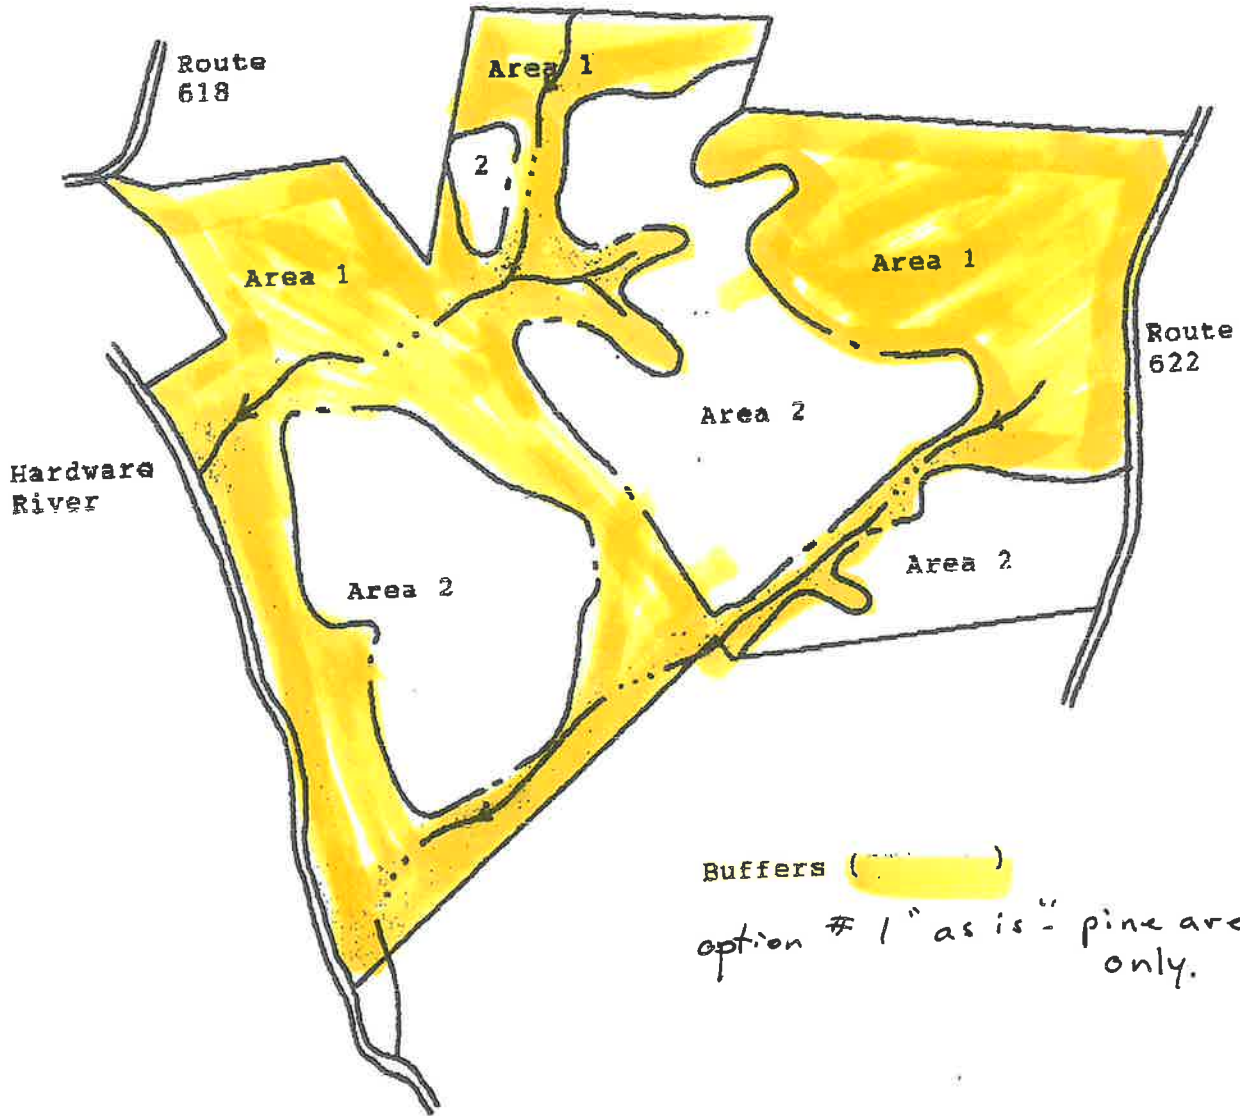 Route
618
Area 1
2
Area 1
Area 1
Route
622
Area 2
Hardware
River
Area 2
Area 2
Buffers (        )
option # 1 "as is" - pine are
only.